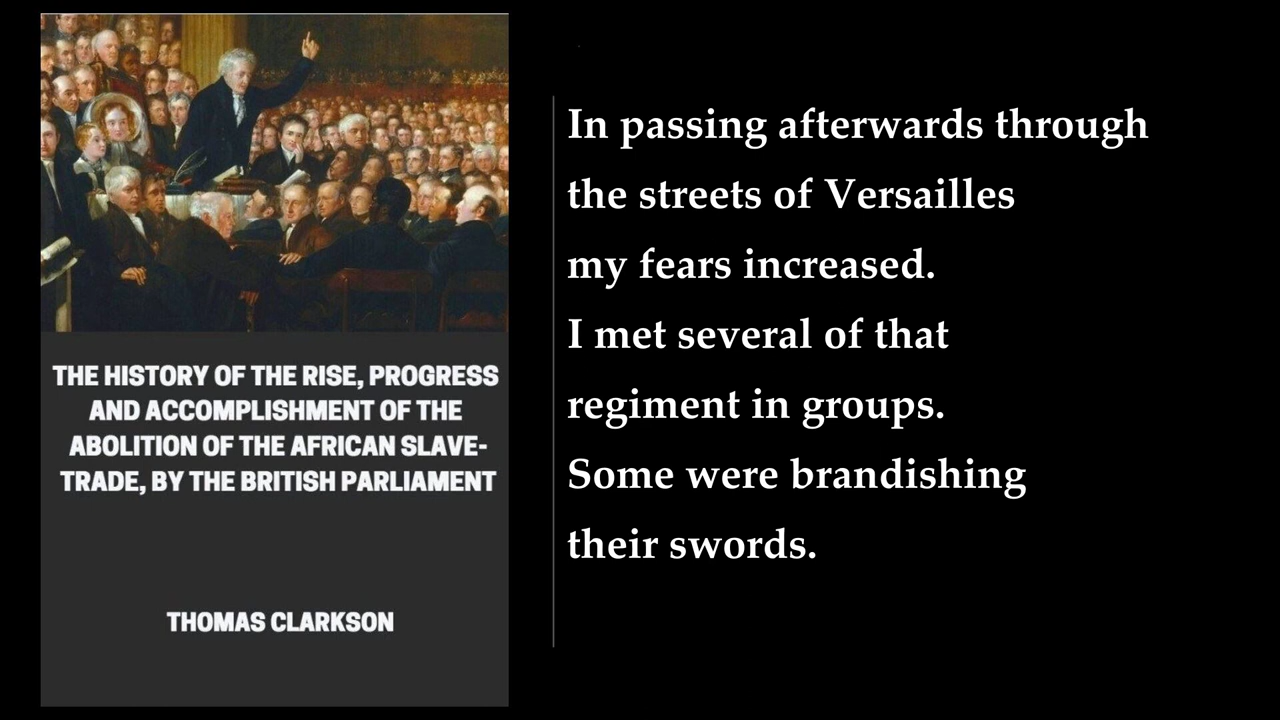 THE HISTORY OF THE RISE, PROGRESS
AND ACCOMPLISHMENT OF THE
ABOLITION OF THE AFRICAN SLAVE-
TRADE, BY THE BRITISH PARLIAMENT
THOMAS CLARKSON
In passing afterwards through
the streets of Versailles
my fears increased.
I met several of that
regiment in groups.
Some were brandishing
their swords.